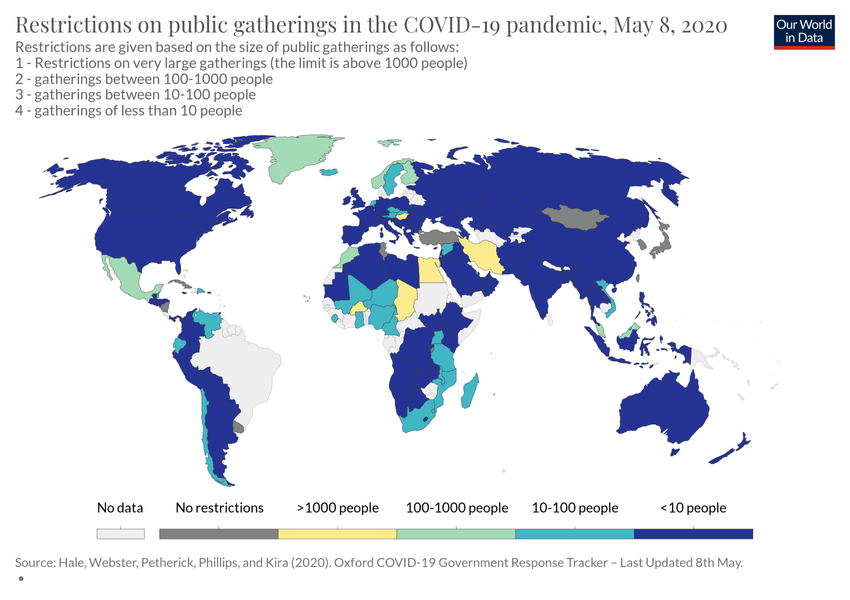 Restrictions on public gatherings in the COVID-19 pandemic, May 8, 2020
Our World
in Data
Restrictions are given based on the size of public gatherings as follows:
1 - Restrictions on very large gatherings (the limit is above 1000 people)
2 - gatherings between 100-1000 people
3 - gatherings between 10-100 people
4 - gatherings of less than 10 people
No data
No restrictions
>1000 people
100-1000 people
10-100 people
<10 people
Source: Hale, Webster, Petherick, Phillips, and Kira (2020). Oxford COVID-19 Government Response Tracker – Last Updated 8th May.